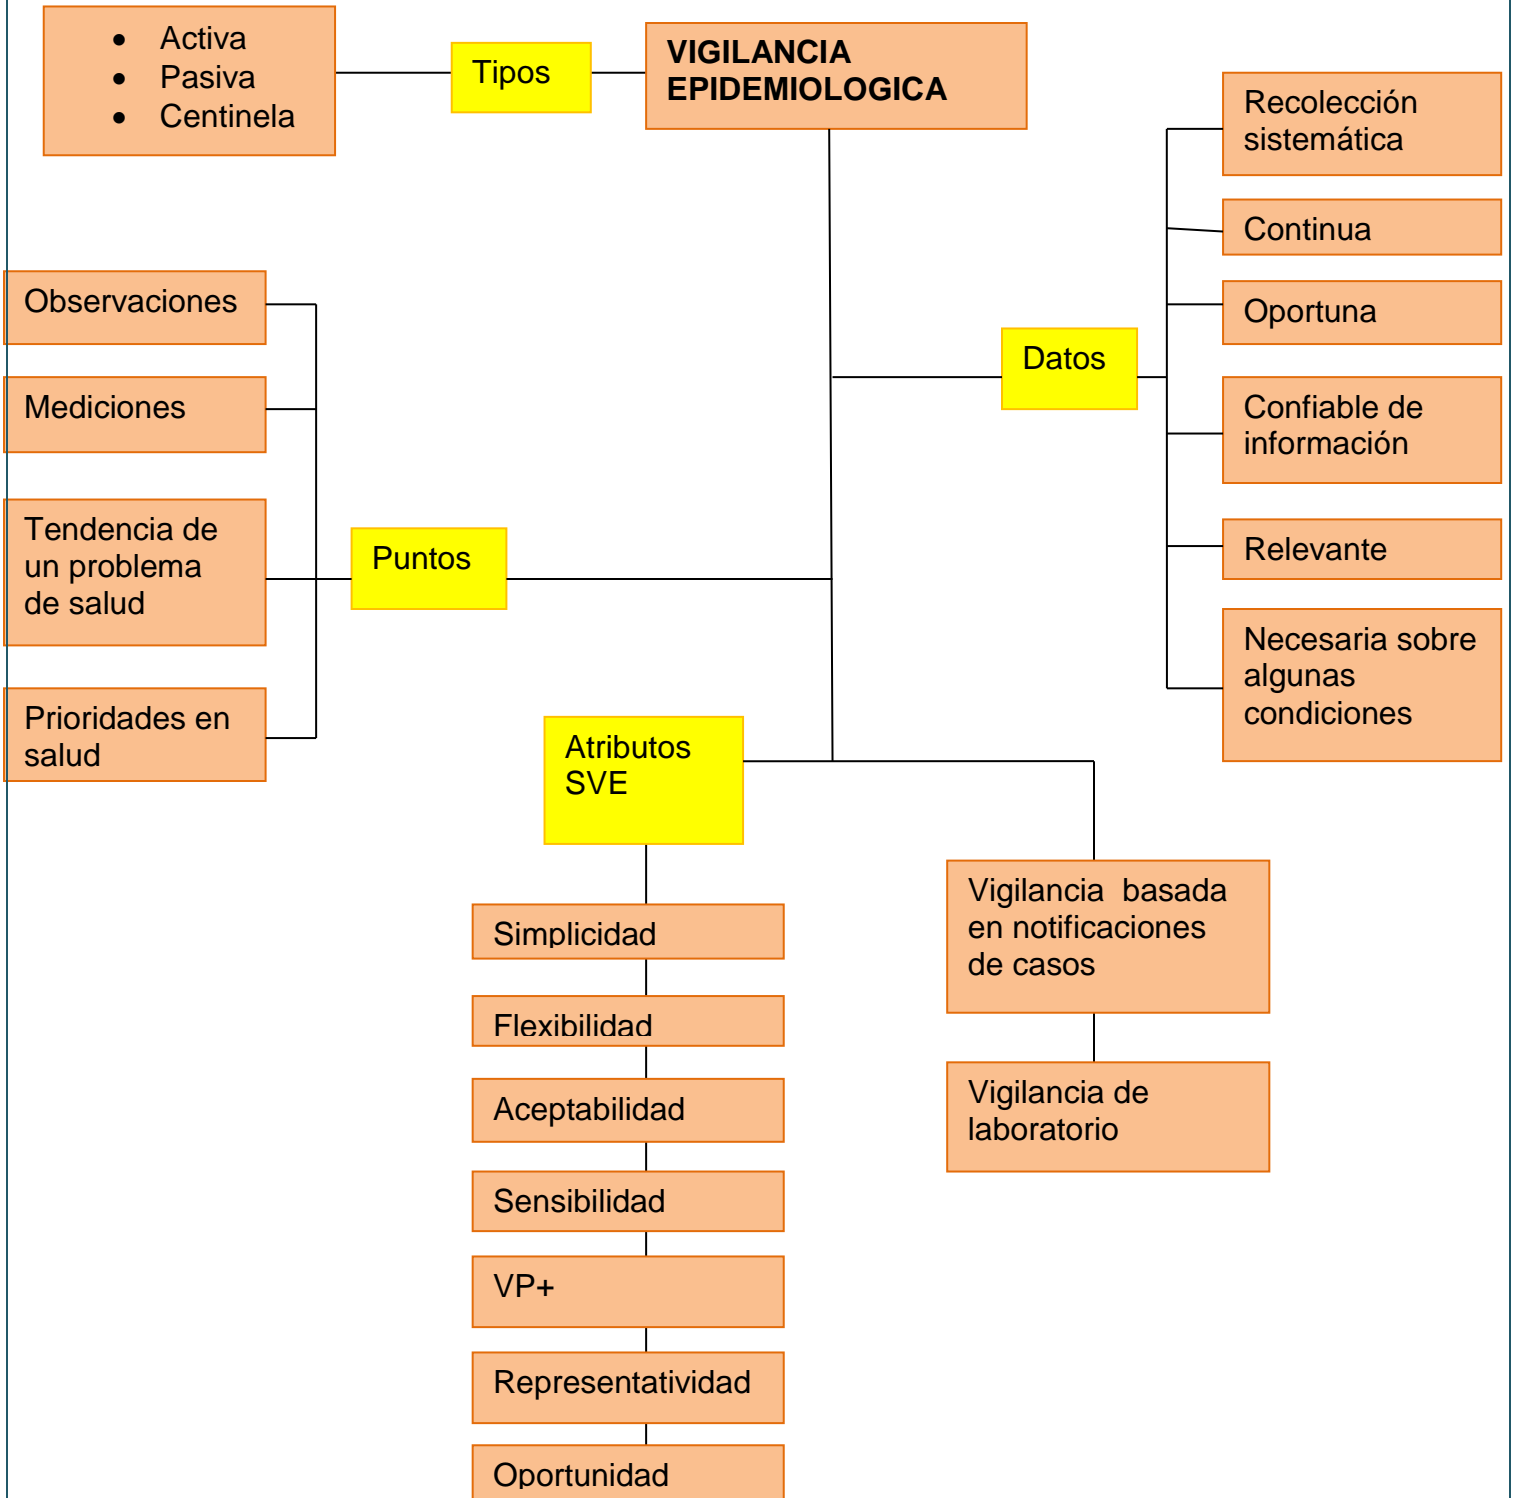 Activa
Pasiva
Centinela
Tipos
VIGILANCIA
EPIDEMIOLOGICA
Recolección
sistemática
Continua
Oportuna
Datos
Confiable de
información
Relevante
Necesaria sobre
algunas
condiciones
Observaciones
Mediciones
Tendencia de
un problema
de salud
Prioridades en
salud
Puntos
Atributos
SVE
Simplicidad
Flexibilidad
Aceptabilidad
Sensibilidad
VP+
Representatividad
Oportunidad
Vigilancia  basada
en notificaciones
de casos
Vigilancia de
laboratorio